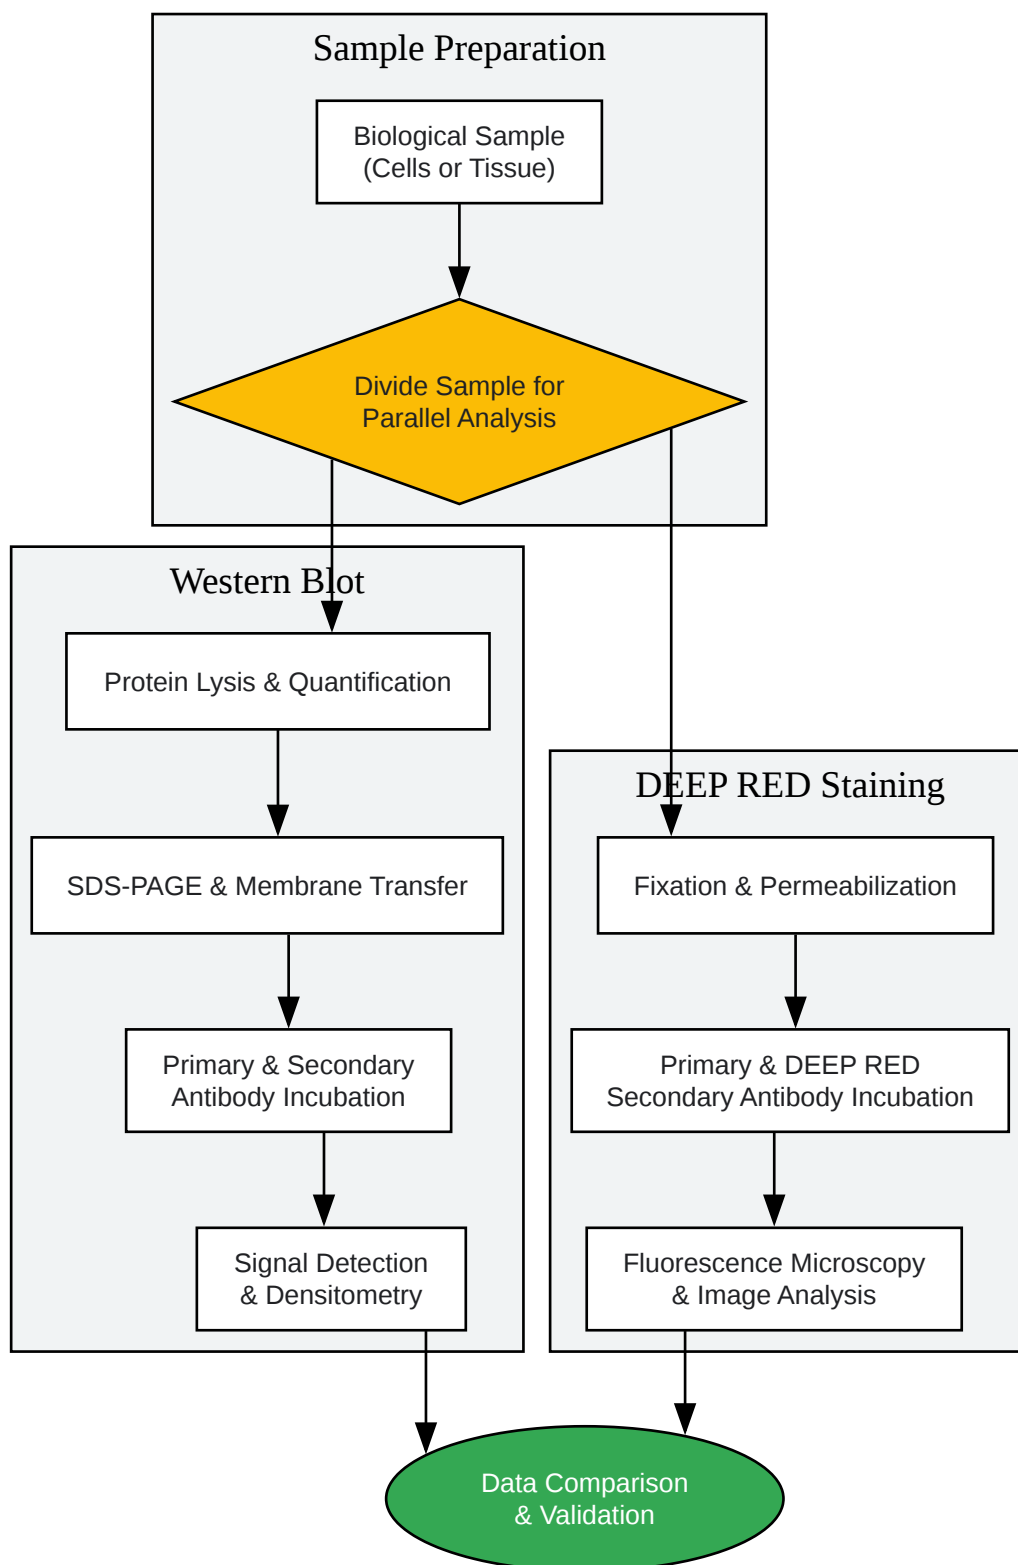 Sample Preparation
Biological Sample
(Cells or Tissue)
Divide Sample for
Parallel Analysis
Western Blot
Protein Lysis & Quantification
SDS-PAGE & Membrane Transfer
Primary & Secondary
Antibody Incubation
Signal Detection
& Densitometry
DEEP RED Staining
Fixation & Permeabilization
Primary & DEEP RED
Secondary Antibody Incubation
Fluorescence Microscopy
& Image Analysis
Data Comparison
& Validation